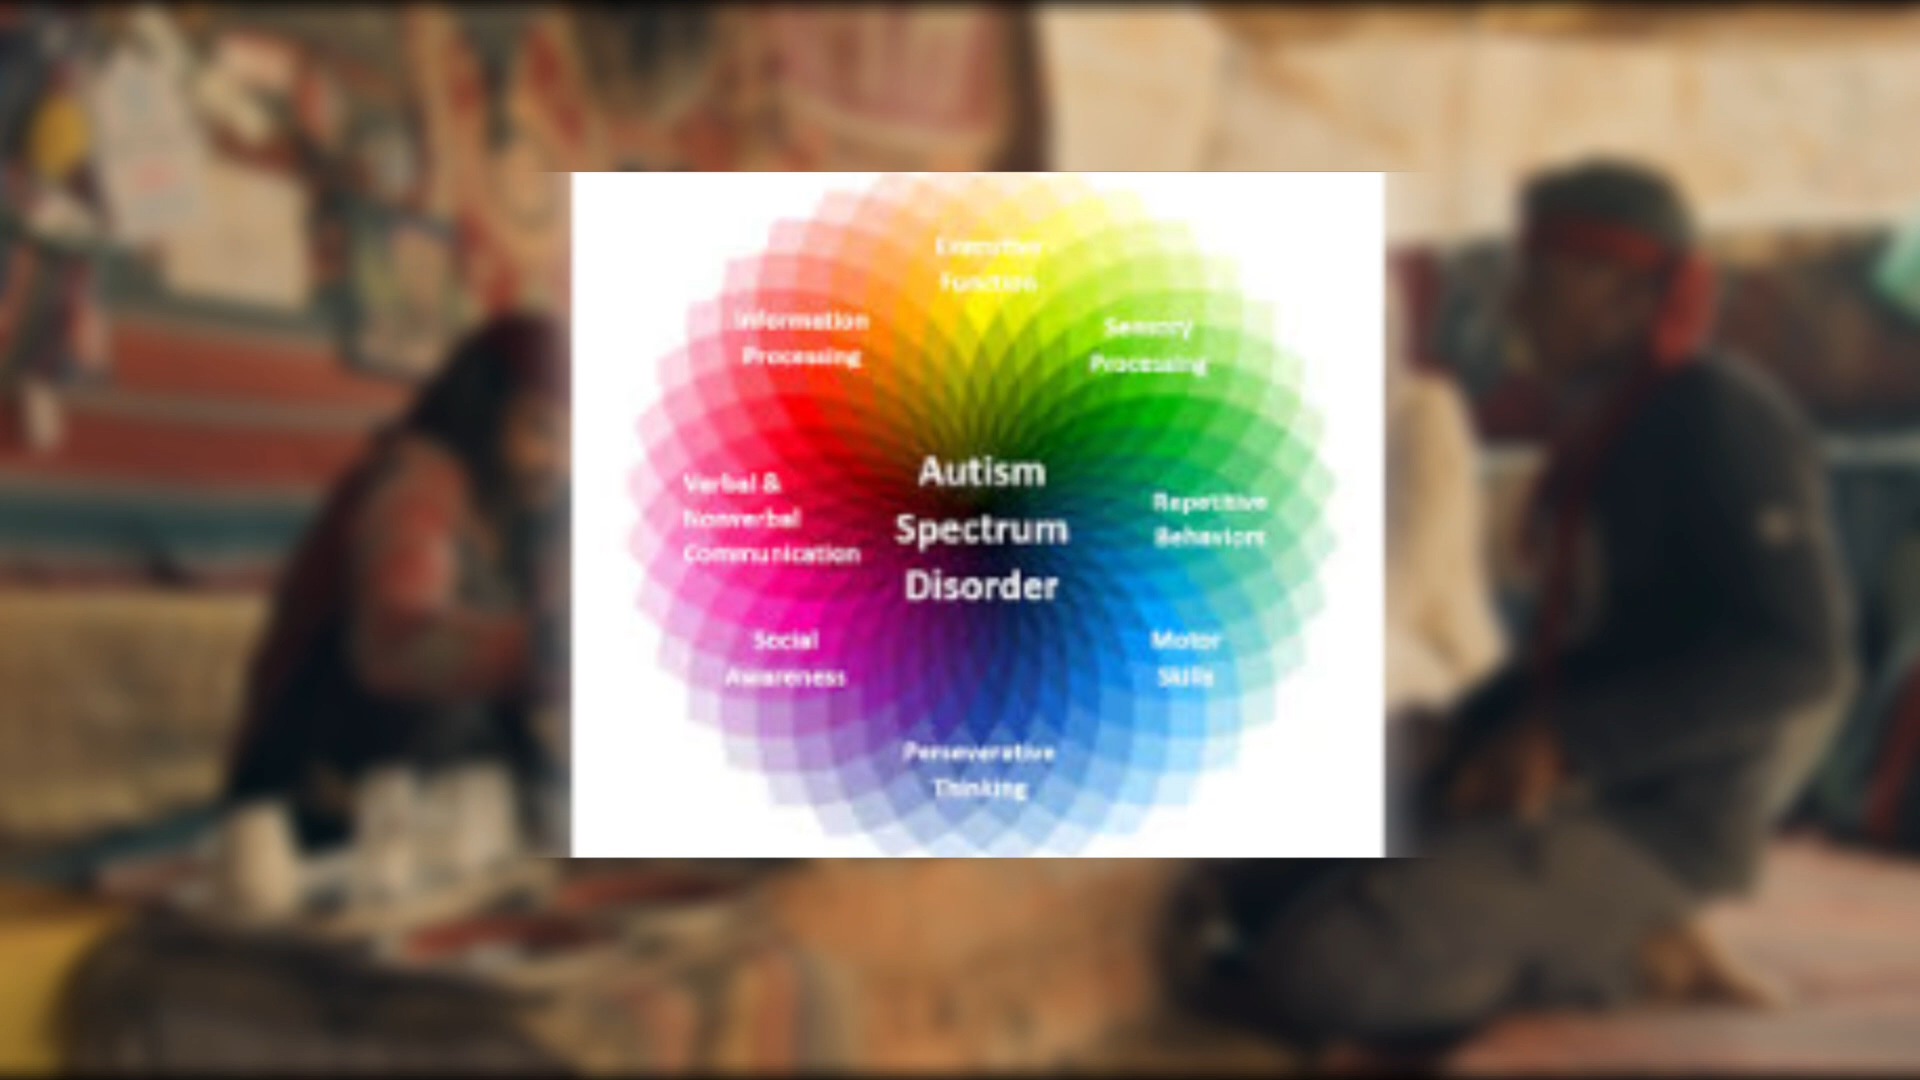 Executive
Function
Information
Processing
Sensory
Processing
Verbal &
Nonverbal
Communication
Autism
Spectrum
Disorder
Repetitive
Behaviors
Social
Awareness
Motor
Skills
Perseverative
Thinking